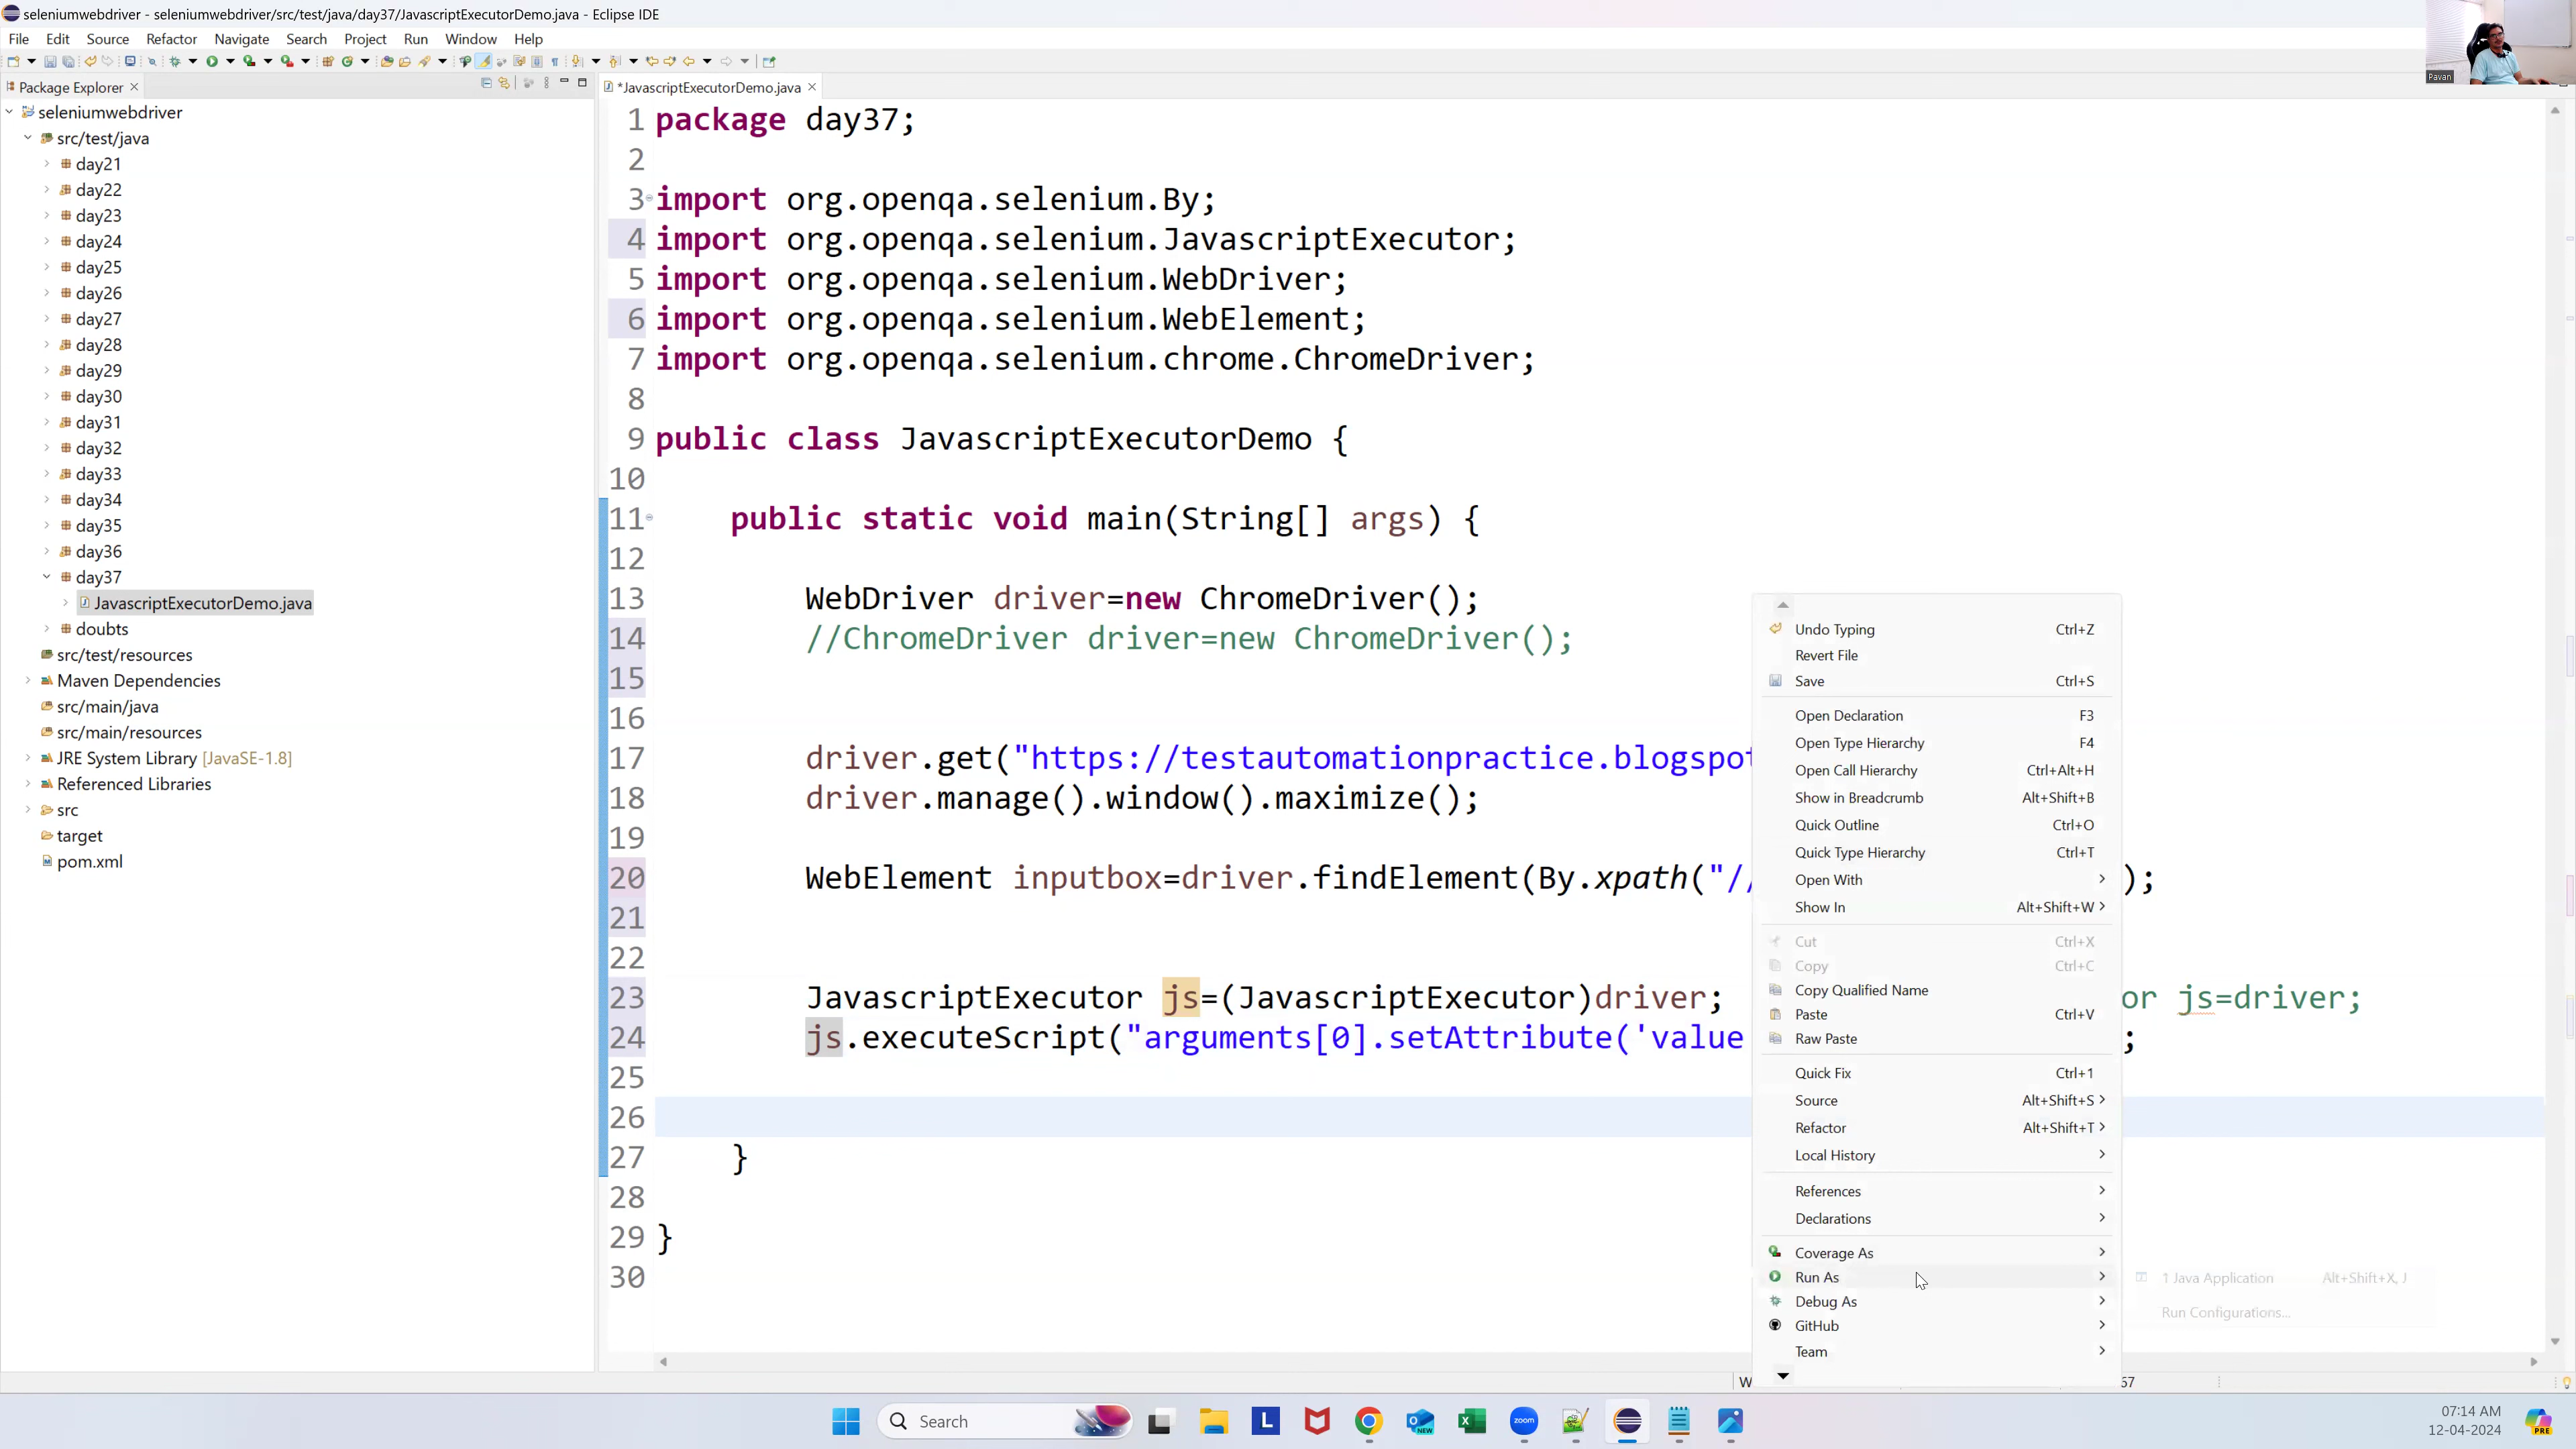 seleniumwebdriver - seleniumwebdriver/src/test/java/day37/JavascriptExecutorDemo.java - Eclipse IDE
File Edit Source Refactor Navigate Search Project Run Window Help
Package Explorer
*JavascriptExecutorDemo.java
Pavan
seleniumwebdriver
src/test/java
day21
day22
day23
day24
day25
day26
day27
day28
day29
day30
day31
day32
day33
day34
day35
day36
day37
JavascriptExecutorDemo.java
doubts
src/test/resources
Maven Dependencies
src/main/java
src/main/resources
JRE System Library [JavaSE-1.8]
Referenced Libraries
src
target
pom.xml
1 package day37;
2
3 import org.openqa.selenium.By;
4 import org.openqa.selenium.JavascriptExecutor;
5 import org.openqa.selenium.WebDriver;
6 import org.openqa.selenium.WebElement;
7 import org.openqa.selenium.chrome.ChromeDriver;
8
9 public class JavascriptExecutorDemo {
10
11 public static void main(String[] args) {
12
13 WebDriver driver=new ChromeDriver();
14 //ChromeDriver driver=new ChromeDriver();
15
16
17 driver.get("https://testautomationpractice.blogspot
18 driver.manage().window().maximize();
19
20 WebElement inputbox=driver.findElement(By.xpath("// );
21
22
23 JavascriptExecutor js=(JavascriptExecutor)driver; or js=driver;
24 js.executeScript("arguments[0].setAttribute('value ;
25
26
27 }
28
29 }
30
Undo Typing Ctrl+Z
Revert File
Save Ctrl+S
Open Declaration F3
Open Type Hierarchy F4
Open Call Hierarchy Ctrl+Alt+H
Show in Breadcrumb Alt+Shift+B
Quick Outline Ctrl+O
Quick Type Hierarchy Ctrl+T
Open With
Show In Alt+Shift+W
Cut Ctrl+X
Copy Ctrl+C
Copy Qualified Name
Paste Ctrl+V
Raw Paste
Quick Fix Ctrl+1
Source Alt+Shift+S
Refactor Alt+Shift+T
Local History
References
Declarations
Coverage As
Run As
Debug As
GitHub
Team
1 Java Application Alt+Shift+X, J
Run Configurations...
W 67
Search
L
NEW
zoom
07:14 AM
12-04-2024
PRE